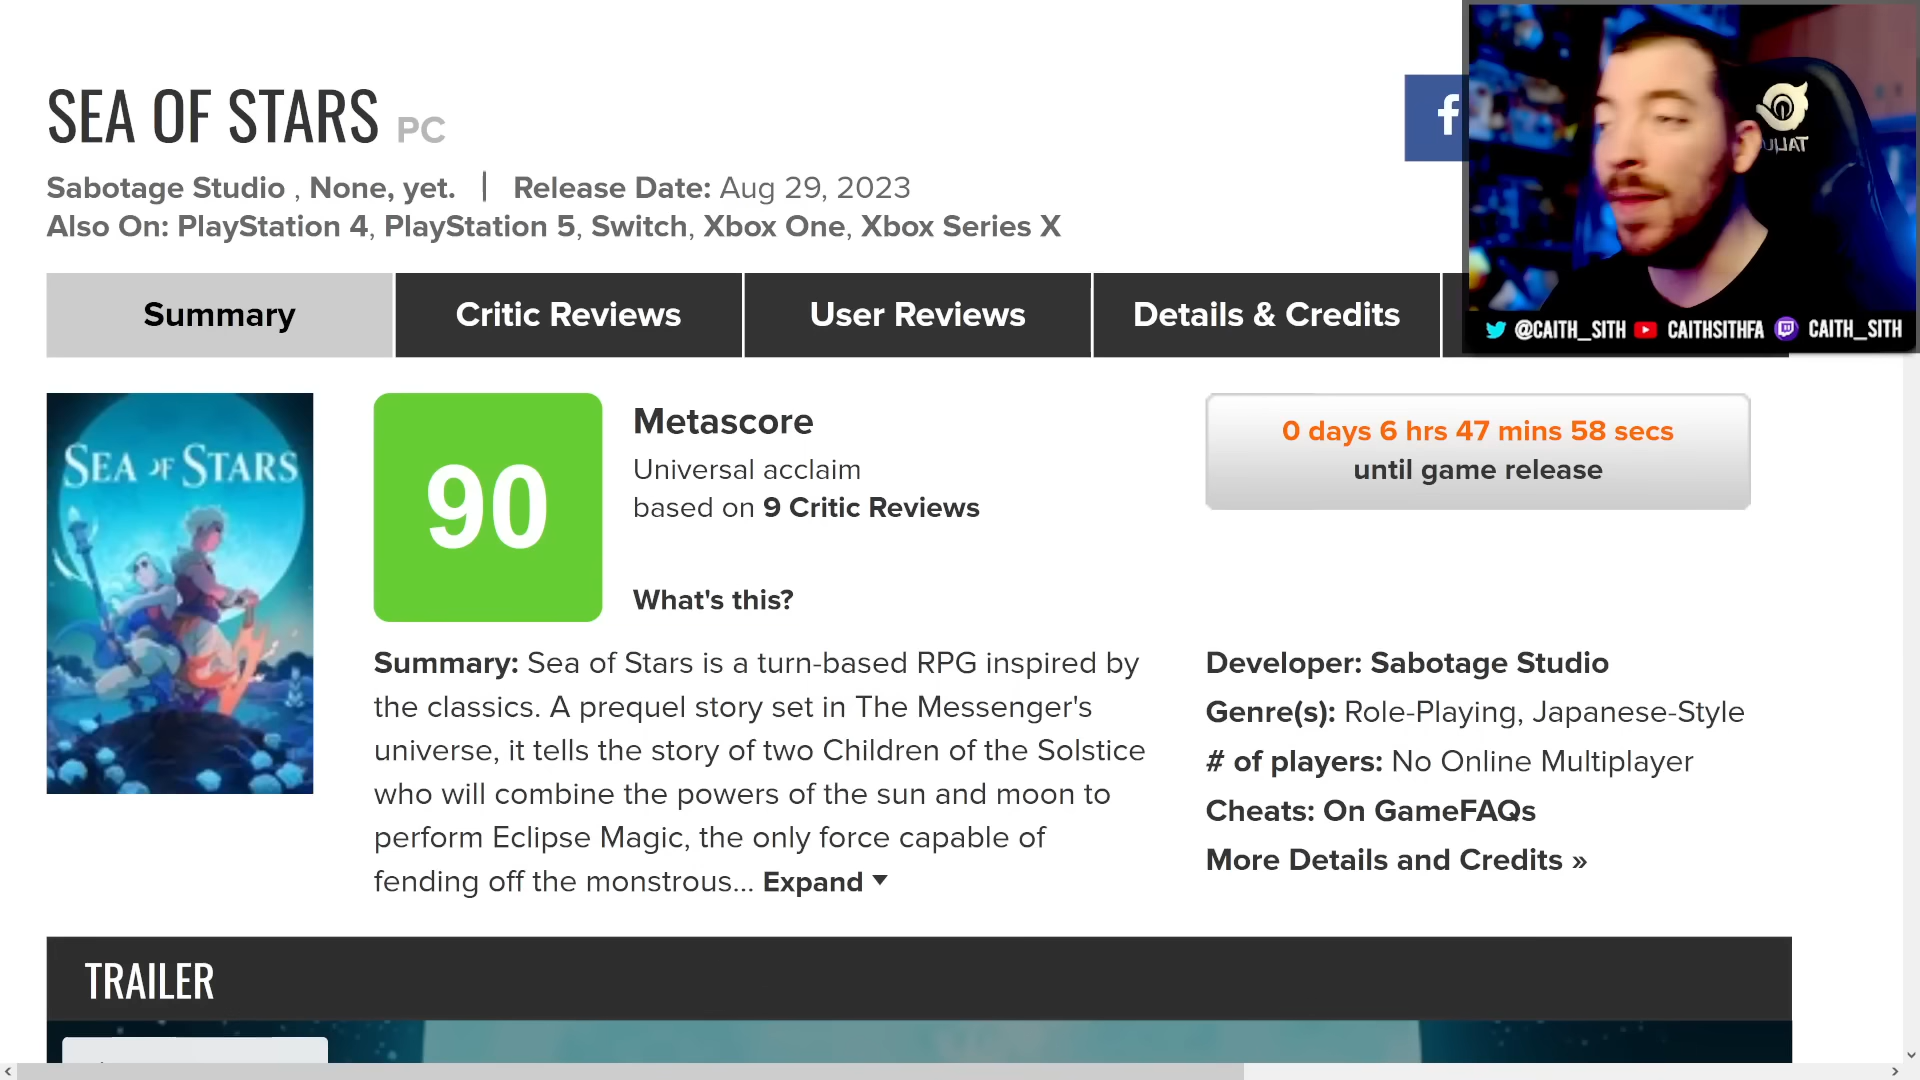 SEA OF STARS PC
Sabotage Studio , None, yet. | Release Date: Aug 29, 2023
Also On: PlayStation 4, PlayStation 5, Switch, Xbox One, Xbox Series X
f
@CAITH_SITH CAITHSITHFA CAITH_SITH
Summary Critic Reviews User Reviews Details & Credits
SEA OF STARS
90
Metascore
Universal acclaim
based on 9 Critic Reviews
What's this?
0 days 6 hrs 47 mins 58 secs
until game release
Summary: Sea of Stars is a turn-based RPG inspired by
the classics. A prequel story set in The Messenger's
universe, it tells the story of two Children of the Solstice
who will combine the powers of the sun and moon to
perform Eclipse Magic, the only force capable of
fending off the monstrous... Expand
Developer: Sabotage Studio
Genre(s): Role-Playing, Japanese-Style
# of players: No Online Multiplayer
Cheats: On GameFAQs
More Details and Credits »
TRAILER